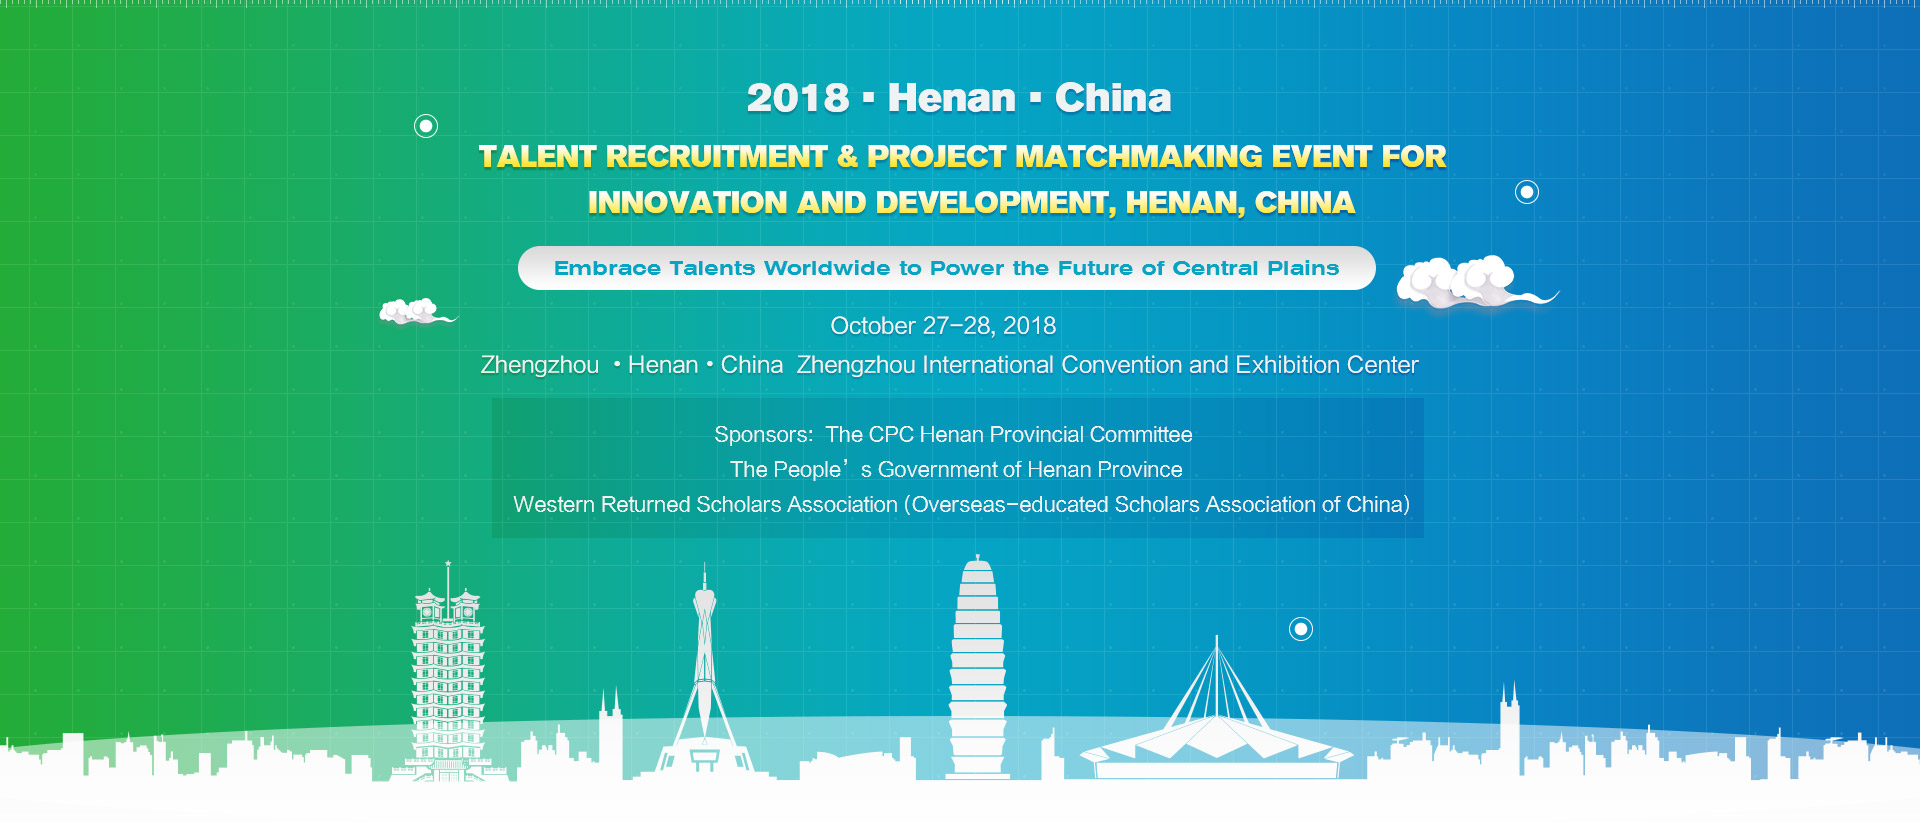 2018 · Henan · China
TALENT RECRUITMENT & PROJECT MATCHMAKING EVENT FOR
INNOVATION AND DEVELOPMENT, HENAN, CHINA
Embrace Talents Worldwide to Power the Future of Central Plains
October 27-28, 2018
Zhengzhou ·Henan·China Zhengzhou International Convention and Exhibition Center
Sponsors: The CPC Henan Provincial Committee
The People’s Government of Henan Province
Western Returned Scholars Association (Overseas-educated Scholars Association of China)